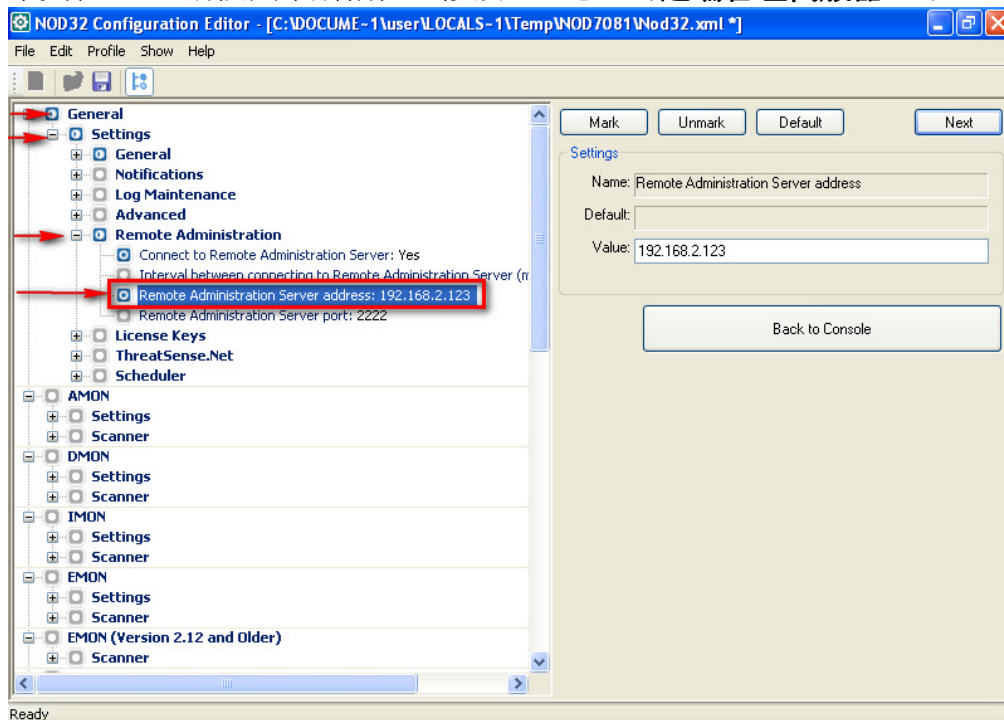 NOD32 Configuration Editor - [C:\DOCUME~1\user\LOCALS~1\Temp\NOD7081\Nod32.xml *]
File Edit Profile Show Help
General
Settings
General
Notifications
Log Maintenance
Advanced
Remote Administration
Connect to Remote Administration Server: Yes
Interval between connecting to Remote Administration Server (m
Remote Administration Server address: 192.168.2.123
Remote Administration Server port: 2222
License Keys
ThreatSense.Net
Scheduler
AMON
Settings
Scanner
DMON
Settings
Scanner
IMON
Settings
Scanner
EMON
Settings
Scanner
EMON (Version 2.12 and Older)
Scanner
Mark Unmark Default Next
Settings
Name: Remote Administration Server address
Default:
Value: 192.168.2.123
Back to Console
Ready